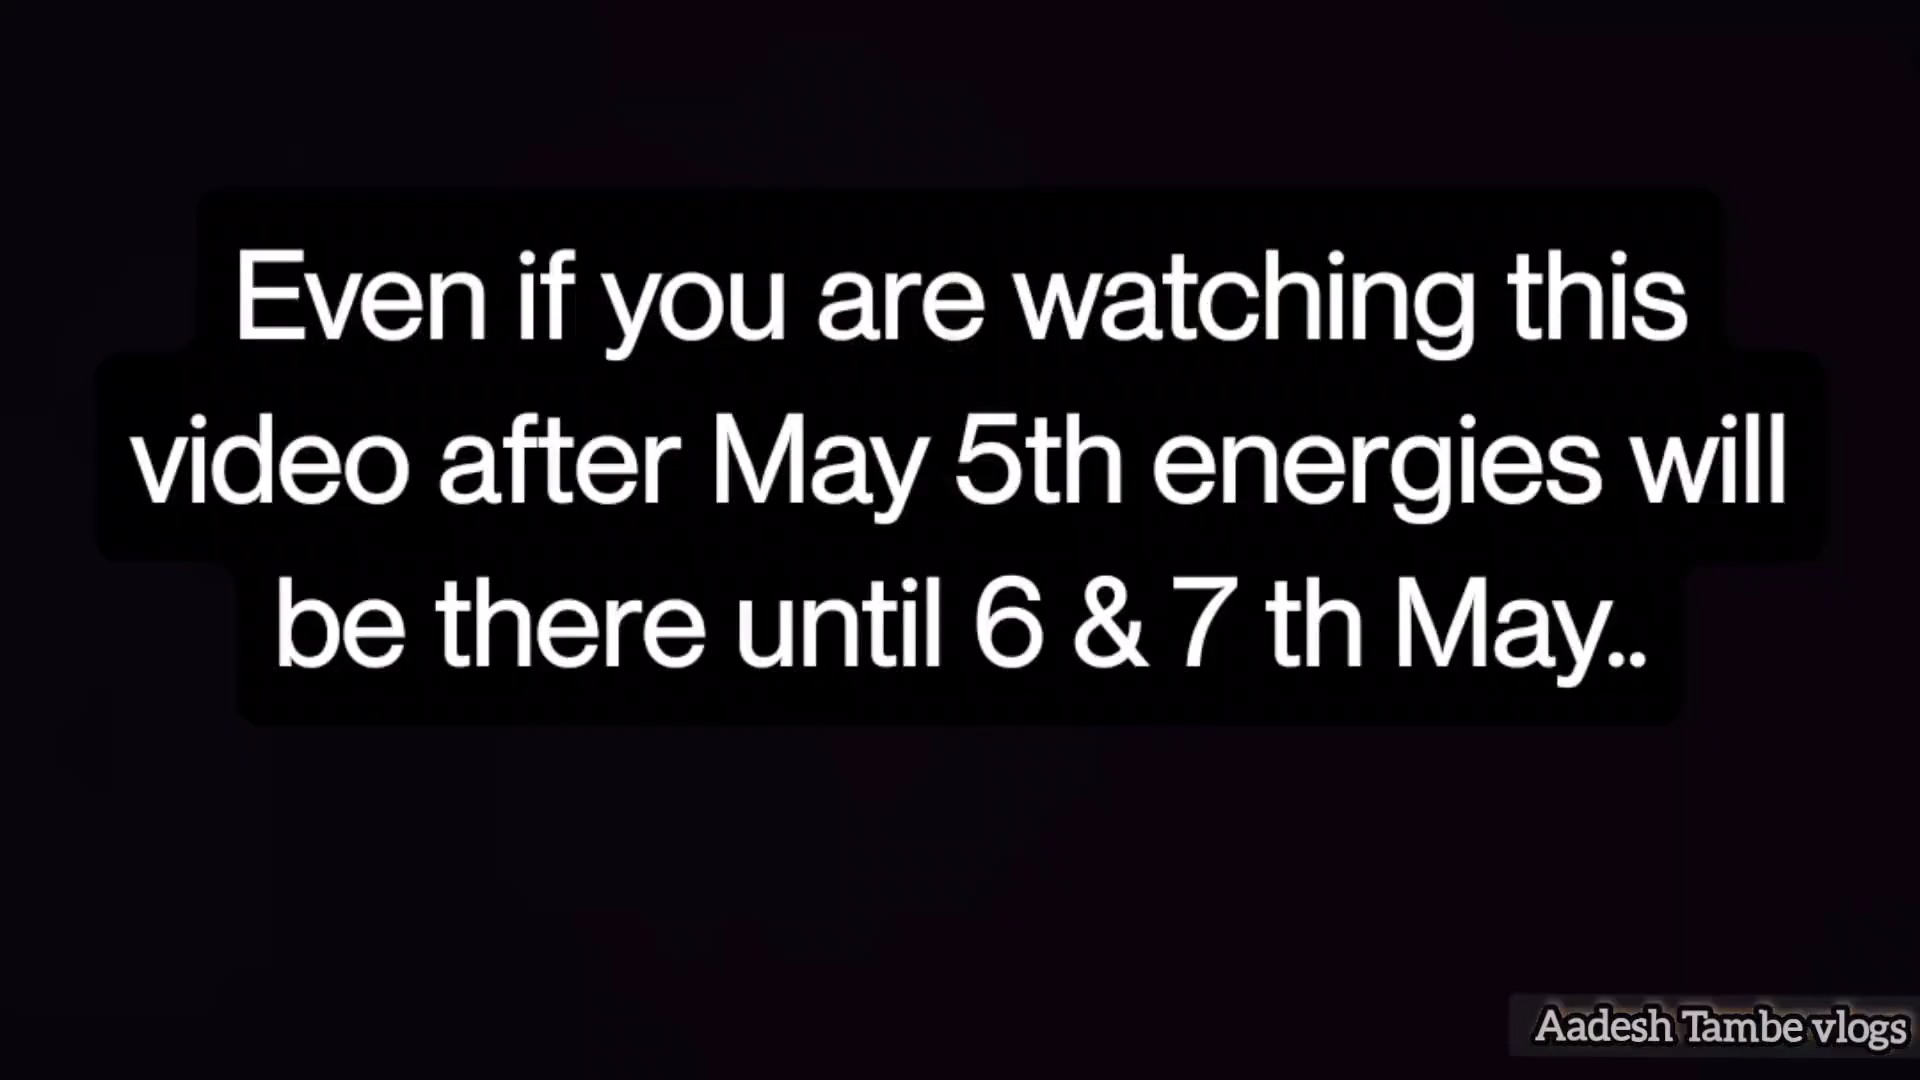 Even if you are watching this
video after May 5th energies will
be there until 6 & 7 th May..
Aadesh Tambe vlogs